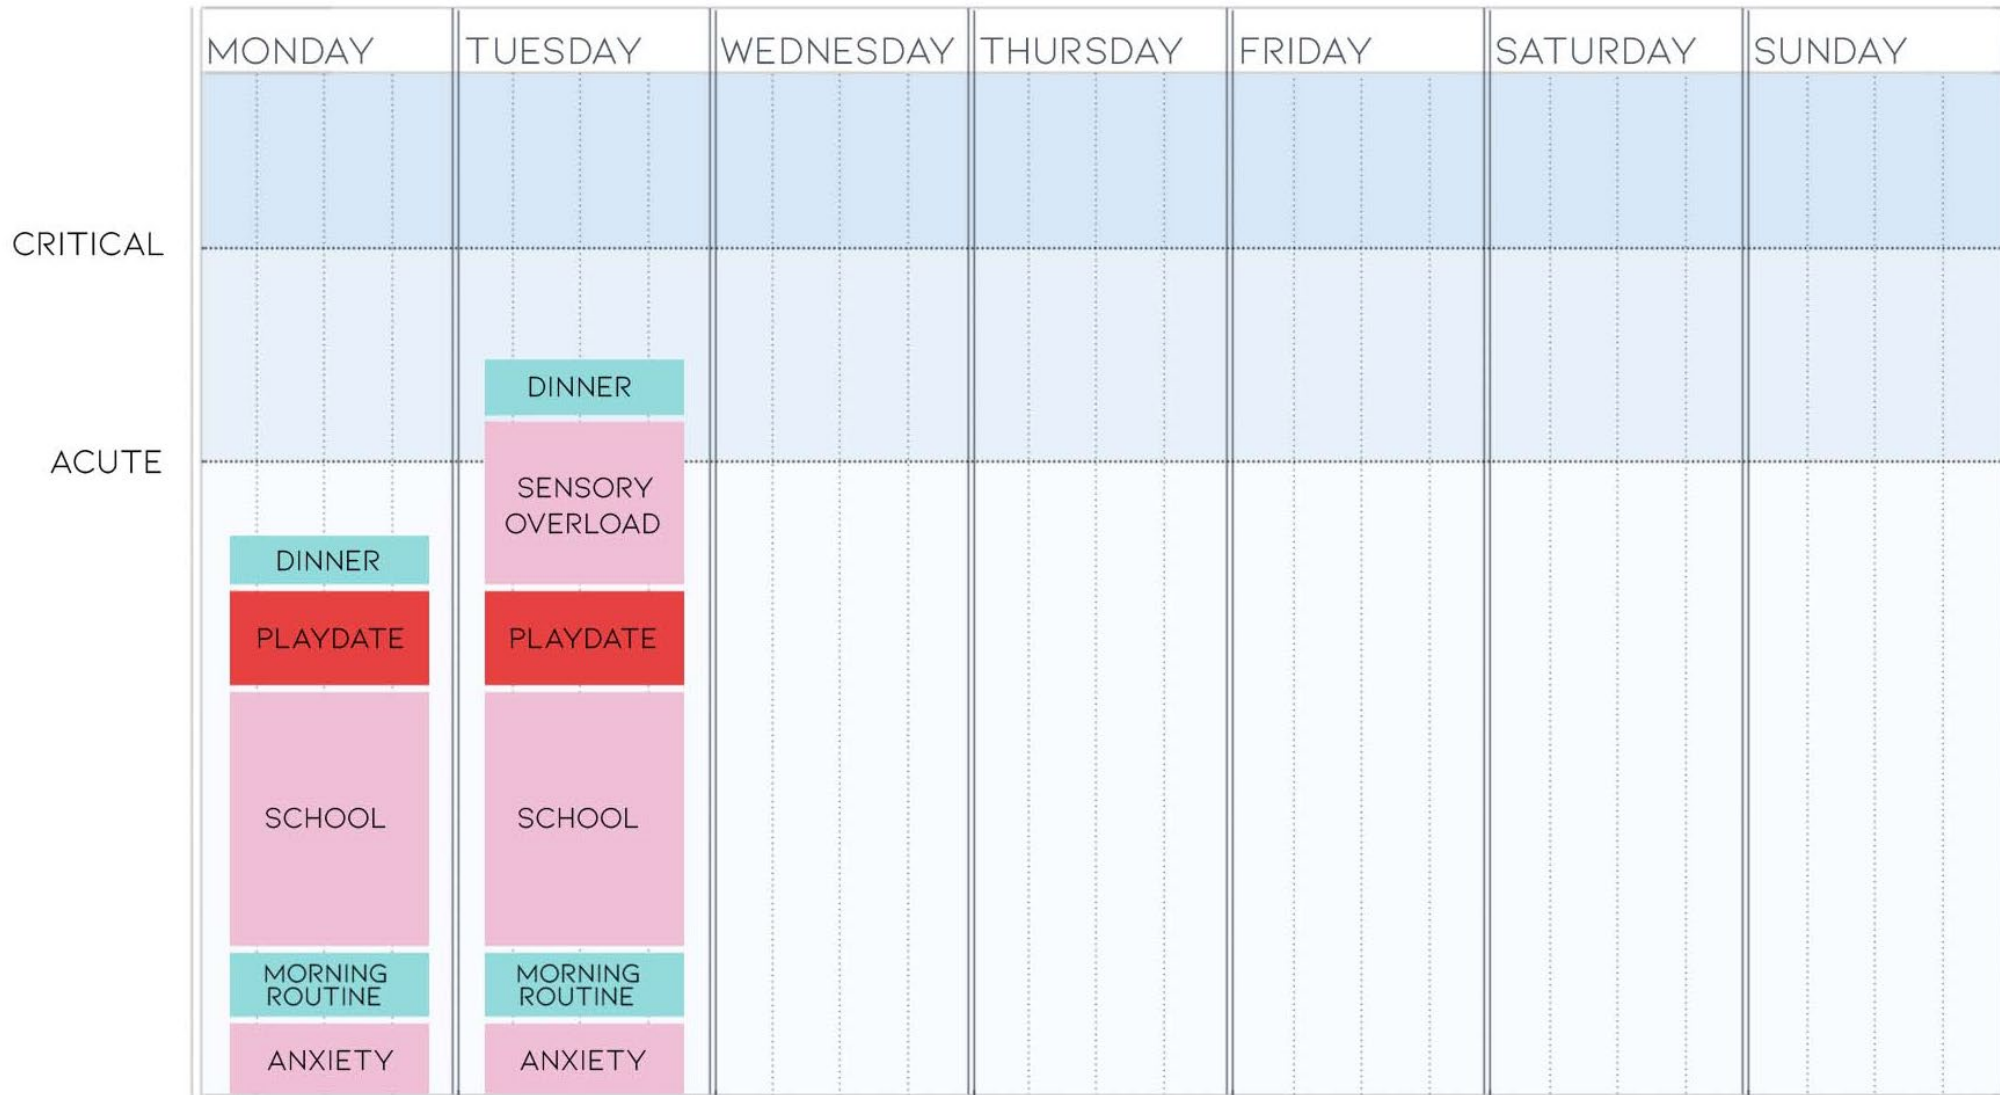 MONDAY
TUESDAY
WEDNESDAY
THURSDAY
FRIDAY
SATURDAY
SUNDAY
CRITICAL
ACUTE
DINNER
PLAYDATE
SCHOOL
MORNING
ROUTINE
ANXIETY
DINNER
SENSORY
OVERLOAD
PLAYDATE
SCHOOL
MORNING
ROUTINE
ANXIETY